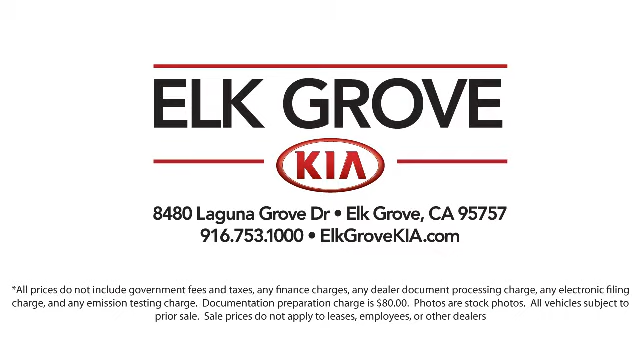 ELK GROVE
KIA
8480 Laguna Grove Dr • Elk Grove, CA 95757
916.753.1000 • ElkGroveKIA.com
*All prices do not include government fees and taxes, any finance charges, any dealer document processing charge, any electronic filing
charge, and any emission testing charge.  Documentation preparation charge is $80.00.  Photos are stock photos.  All vehicles subject to
prior sale.  Sale prices do not apply to leases, employees, or other dealers